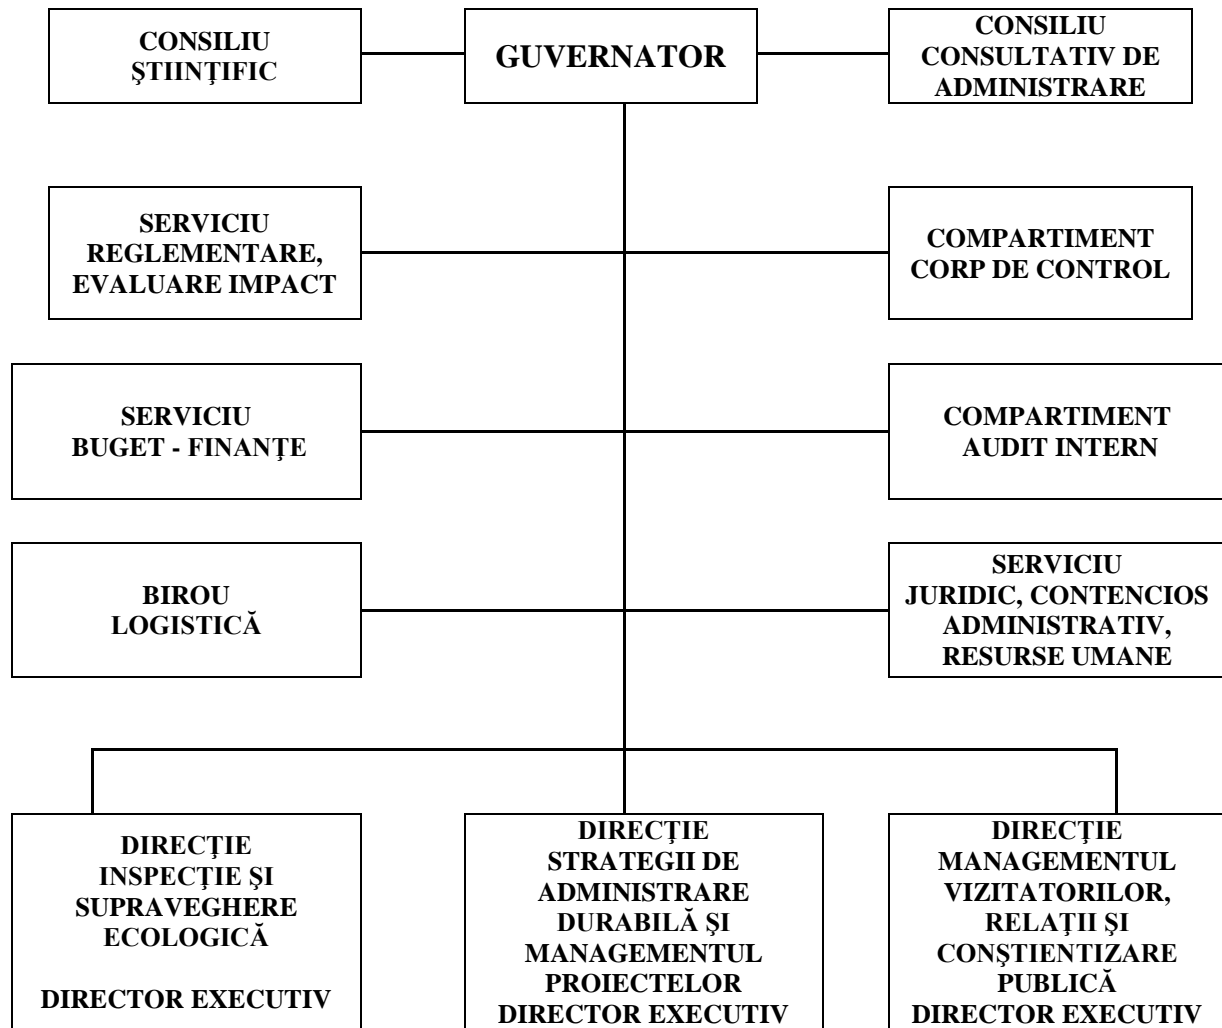 CONSILIU
ŞTIINŢIFIC
GUVERNATOR
CONSILIU
CONSULTATIV DE
ADMINISTRARE
SERVICIU
REGLEMENTARE,
EVALUARE IMPACT
COMPARTIMENT
CORP DE CONTROL
SERVICIU
BUGET - FINANŢE
COMPARTIMENT
AUDIT INTERN
BIROU
LOGISTICĂ
SERVICIU
JURIDIC, CONTENCIOS
ADMINISTRATIV,
RESURSE UMANE
DIRECŢIE
INSPECŢIE ŞI
SUPRAVEGHERE
ECOLOGICĂ
DIRECTOR EXECUTIV
DIRECŢIE
STRATEGII DE
ADMINISTRARE
DURABILĂ ŞI
MANAGEMENTUL
PROIECTELOR
DIRECTOR EXECUTIV
DIRECŢIE
MANAGEMENTUL
VIZITATORILOR,
RELAŢII ŞI
CONŞTIENTIZARE
PUBLICĂ
DIRECTOR EXECUTIV